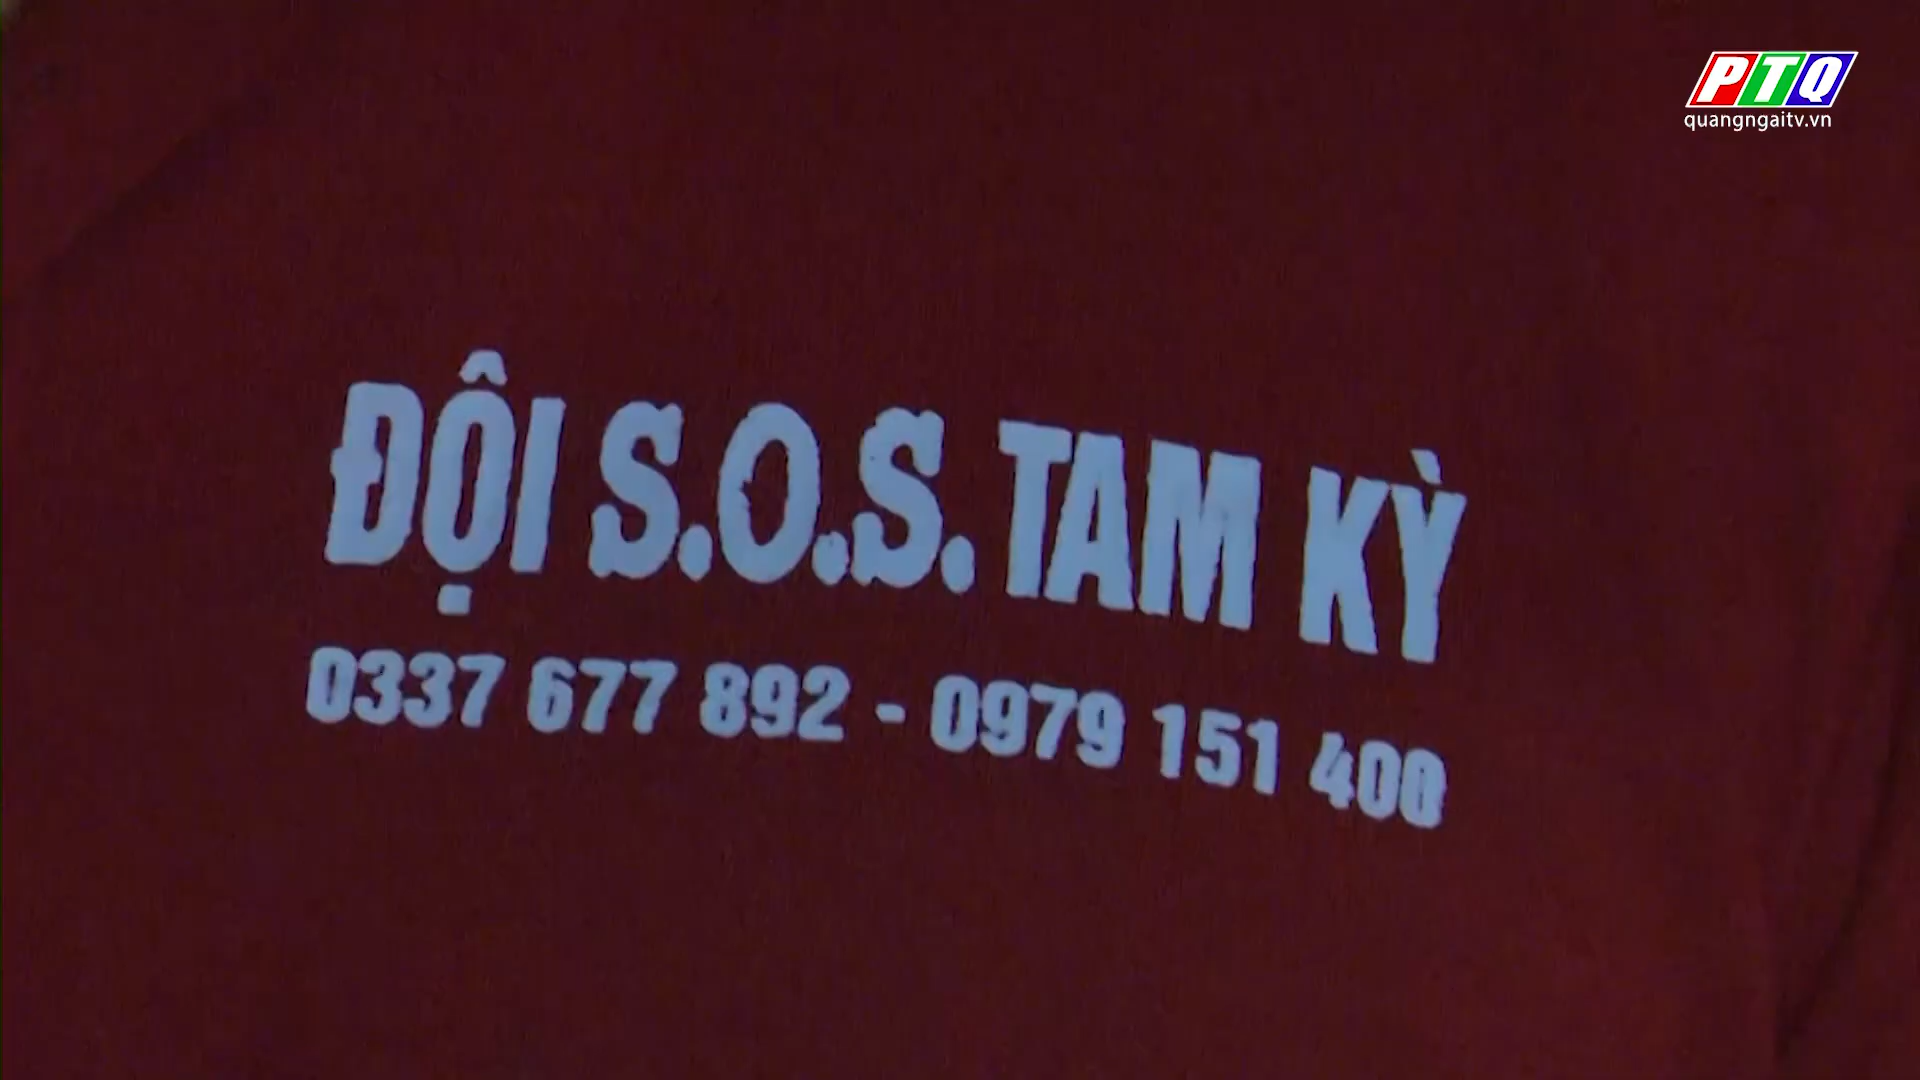 PTQ
quangngaitv.vn
ĐỘI S.O.S.TAM KỲ
0337 677 892 - 0979 151 400